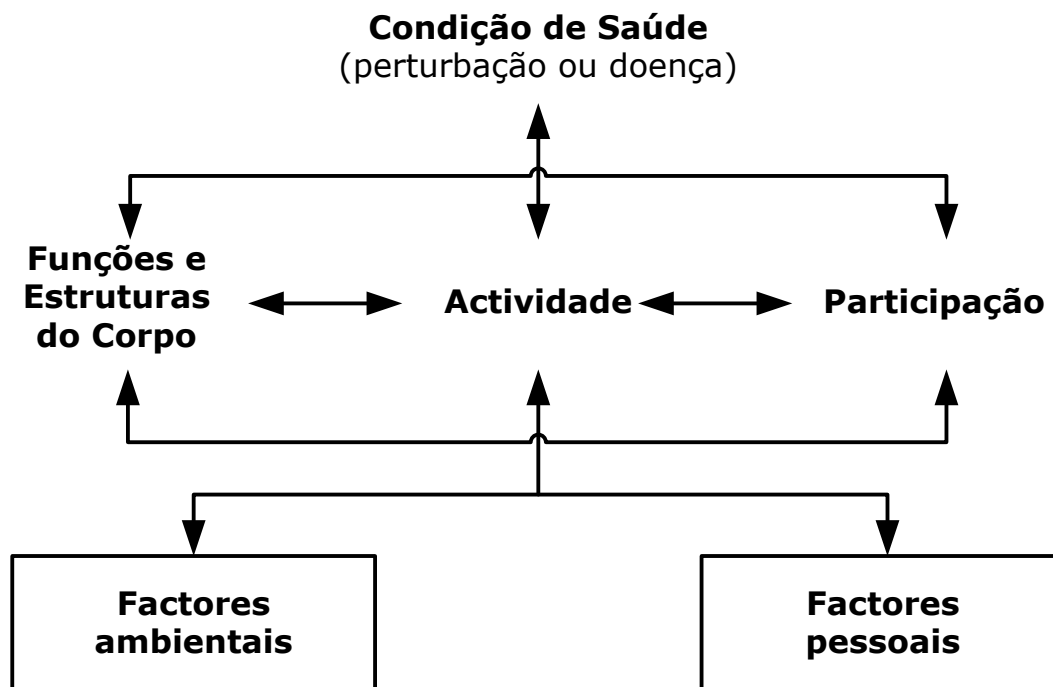 Condição de Saúde
(perturbação ou doença)
Funções e
Estruturas
do Corpo
Actividade
Participação
Factores
ambientais
Factores
pessoais